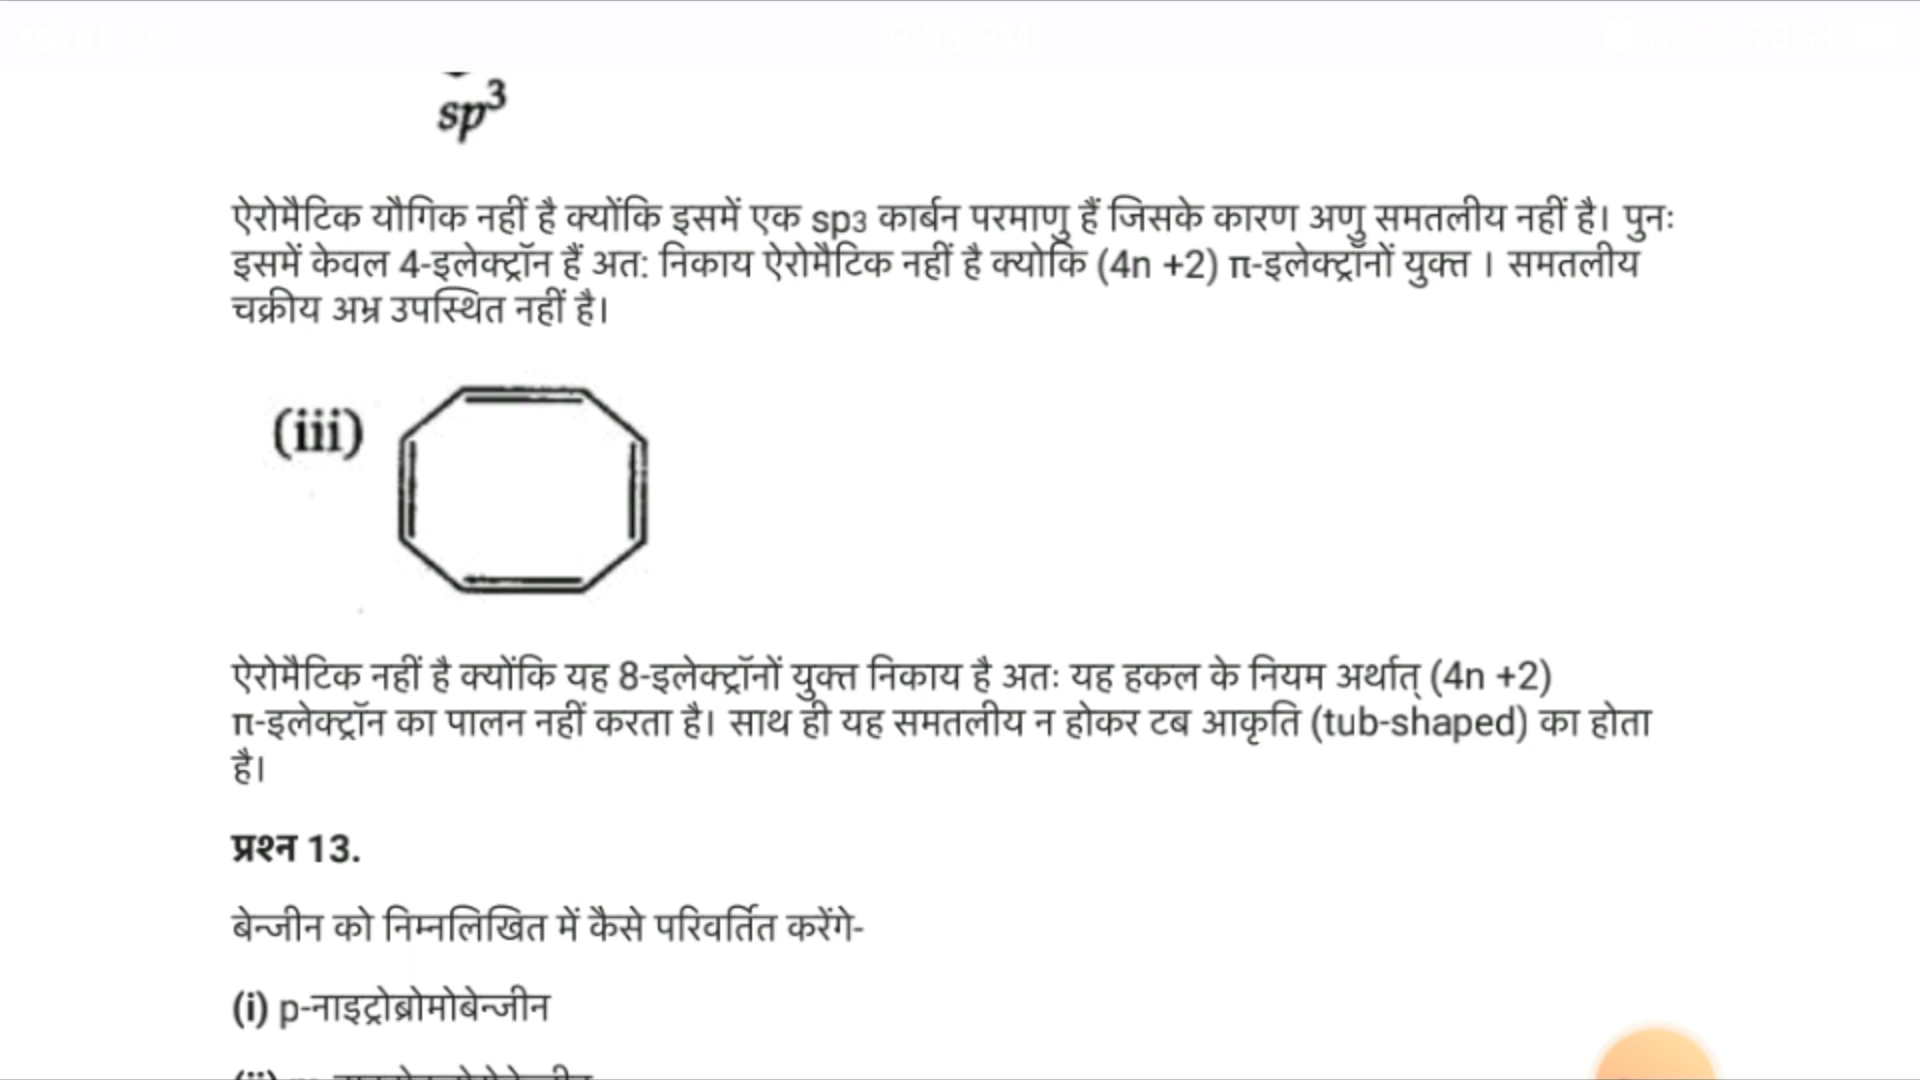 sp³
ऐरोमैटिक यौगिक नहीं है क्योंकि इसमें एक sp3 कार्बन परमाणु हैं जिसके कारण अणु समतलीय नहीं है। पुनः
इसमें केवल 4-इलेक्ट्रॉन हैं अत: निकाय ऐरोमैटिक नहीं है क्योकि (4n +2) π-इलेक्ट्रॉनों युक्त । समतलीय
चक्रीय अभ्र उपस्थित नहीं है।
(iii)
ऐरोमैटिक नहीं है क्योंकि यह 8-इलेक्ट्रॉनों युक्त निकाय है अतः यह हकल के नियम अर्थात् (4n +2)
π-इलेक्ट्रॉन का पालन नहीं करता है। साथ ही यह समतलीय न होकर टब आकृति (tub-shaped) का होता
है।
प्रश्न 13.
बेन्जीन को निम्नलिखित में कैसे परिवर्तित करेंगे-
(i) p-नाइट्रोब्रोमोबेन्जीन